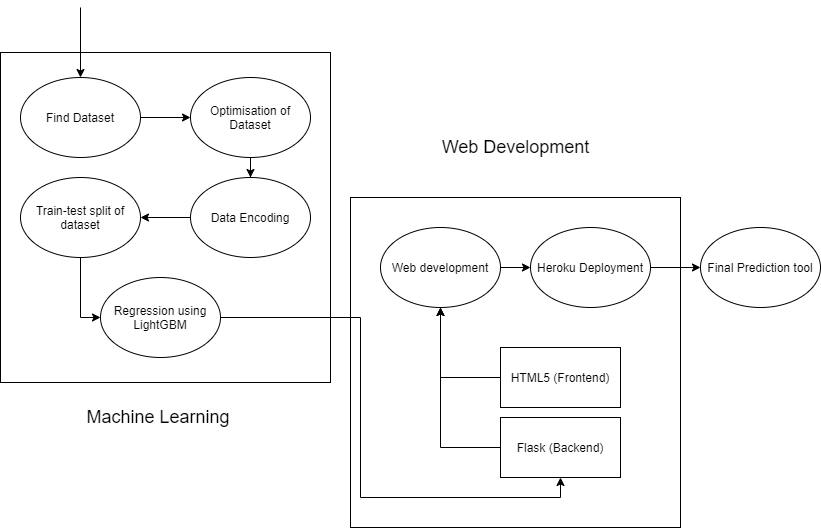 Find Dataset
Optimisation of
Dataset
Train-test split of
dataset
Data Encoding
Regression using
LightGBM
Machine Learning
Web Development
Web development
Heroku Deployment
Final Prediction tool
HTML5 (Frontend)
Flask (Backend)